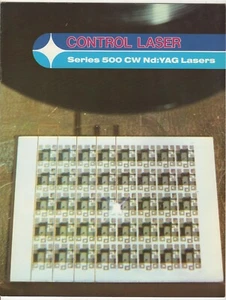 CONTROL LASER
Series 500 CW Nd:YAG Lasers